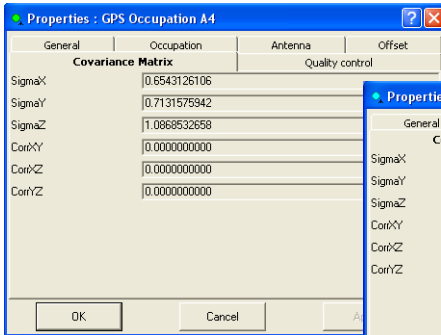 Properties : GPS Occupation A4
General Occupation Antenna Offset
Covariance Matrix Quality control
SigmaX 0.6543126106
SigmaY 0.7131575942
SigmaZ 1.0868532658
CorrXY 0.0000000000
CorrXZ 0.0000000000
CorrYZ 0.0000000000
OK Cancel
Propertie
General
SigmaX
SigmaY
SigmaZ
CorrXY
CorrXZ
CorrYZ